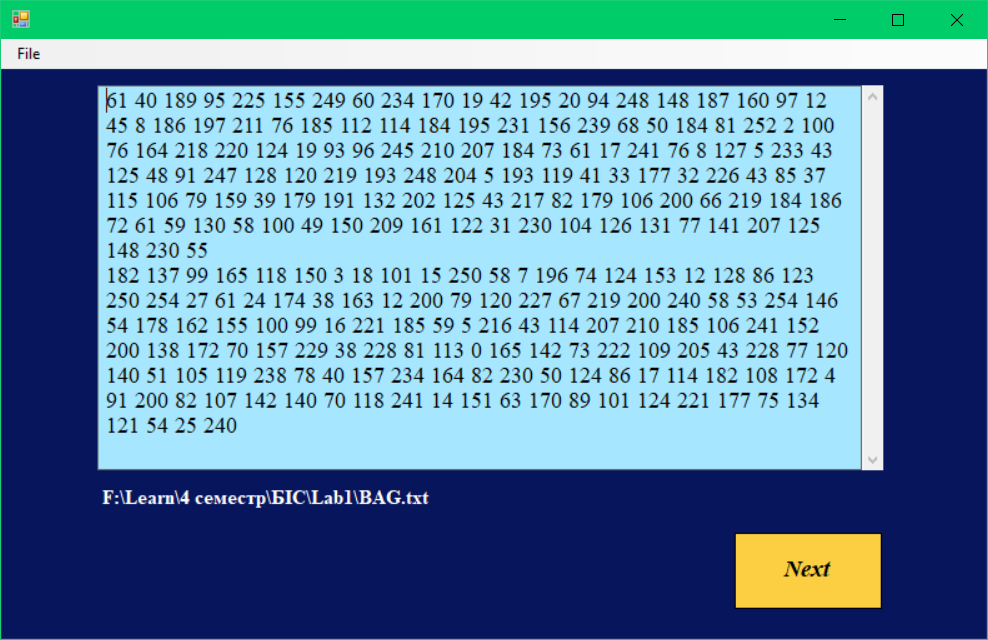 File
61 40 189 95 225 155 249 60 234 170 19 42 195 20 94 248 148 187 160 97 12
45 8 186 197 211 76 185 112 114 184 195 231 156 239 68 50 184 81 252 2 100
76 164 218 220 124 19 93 96 245 210 207 184 73 61 17 241 76 8 127 5 233 43
125 48 91 247 128 120 219 193 248 204 5 193 119 41 33 177 32 226 43 85 37
115 106 79 159 39 179 191 132 202 125 43 217 82 179 106 200 66 219 184 186
72 61 59 130 58 100 49 150 209 161 122 31 230 104 126 131 77 141 207 125
148 230 55
182 137 99 165 118 150 3 18 101 15 250 58 7 196 74 124 153 12 128 86 123
250 254 27 61 24 174 38 163 12 200 79 120 227 67 219 200 240 58 53 254 146
54 178 162 155 100 99 16 221 185 59 5 216 43 114 207 210 185 106 241 152
200 138 172 70 157 229 38 228 81 113 0 165 142 73 222 109 205 43 228 77 120
140 51 105 119 238 78 40 157 234 164 82 230 50 124 86 17 114 182 108 172 4
91 200 82 107 142 140 70 118 241 14 151 63 170 89 101 124 221 177 75 134
121 54 25 240
F:\Learn\4 семестр\БІС\Lab1\BAG.txt
Next